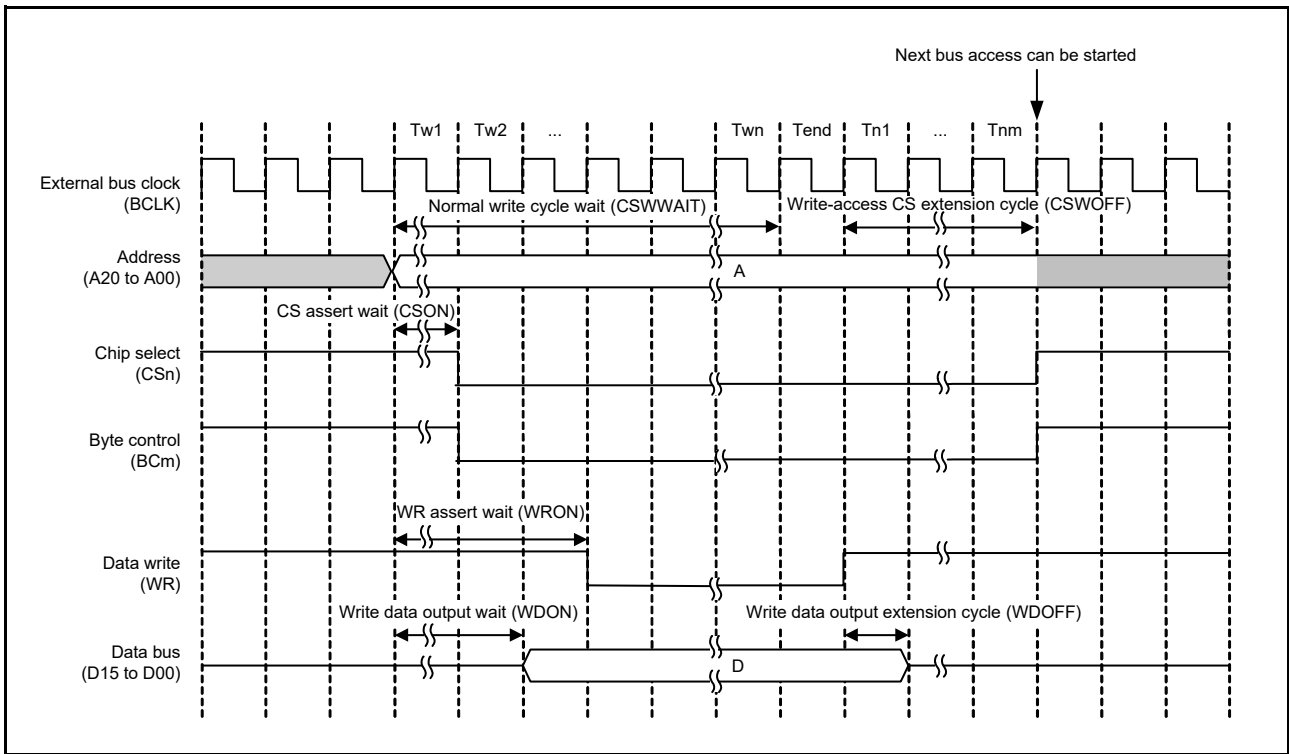 Next bus access can be started
Tw1 Tw2 ... Twn Tend Tn1 ... Tnm
External bus clock
(BCLK)
Normal write cycle wait (CSWWAIT) Write-access CS extension cycle (CSWOFF)
Address
(A20 to A00)
A
CS assert wait (CSON)
Chip select
(CSn)
Byte control
(BCm)
WR assert wait (WRON)
Data write
(WR)
Write data output wait (WDON) Write data output extension cycle (WDOFF)
Data bus
(D15 to D00)
D